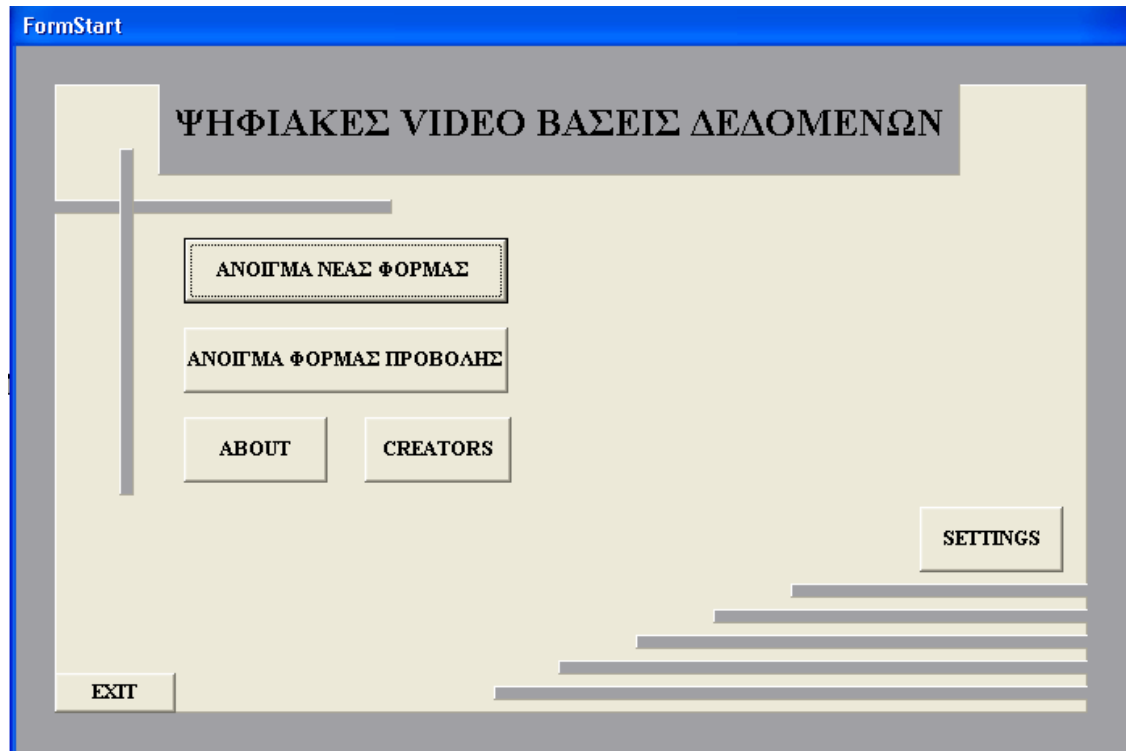 FormStart
ΨΗΦΙΑΚΕΣ VIDEO ΒΑΣΕΙΣ ΔΕΔΟΜΕΝΩΝ
ΑΝΟΙΓΜΑ ΝΕΑΣ ΦΟΡΜΑΣ
ΑΝΟΙΓΜΑ ΦΟΡΜΑΣ ΠΡΟΒΟΛΗΣ
ABOUT
CREATORS
SETTINGS
EXIT